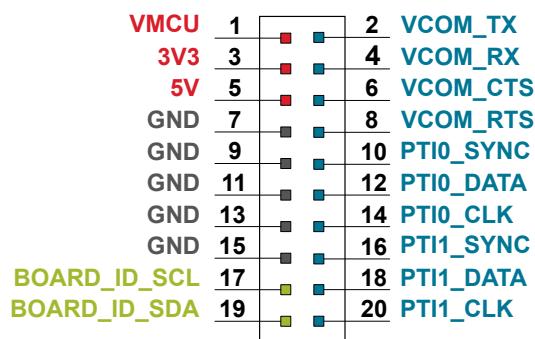 VMCU 1 2 VCOM_TX
3V3 3 4 VCOM_RX
5V 5 6 VCOM_CTS
GND 7 8 VCOM_RTS
GND 9 10 PTI0_SYNC
GND 11 12 PTI0_DATA
GND 13 14 PTI0_CLK
GND 15 16 PTI1_SYNC
BOARD_ID_SCL 17 18 PTI1_DATA
BOARD_ID_SDA 19 20 PTI1_CLK